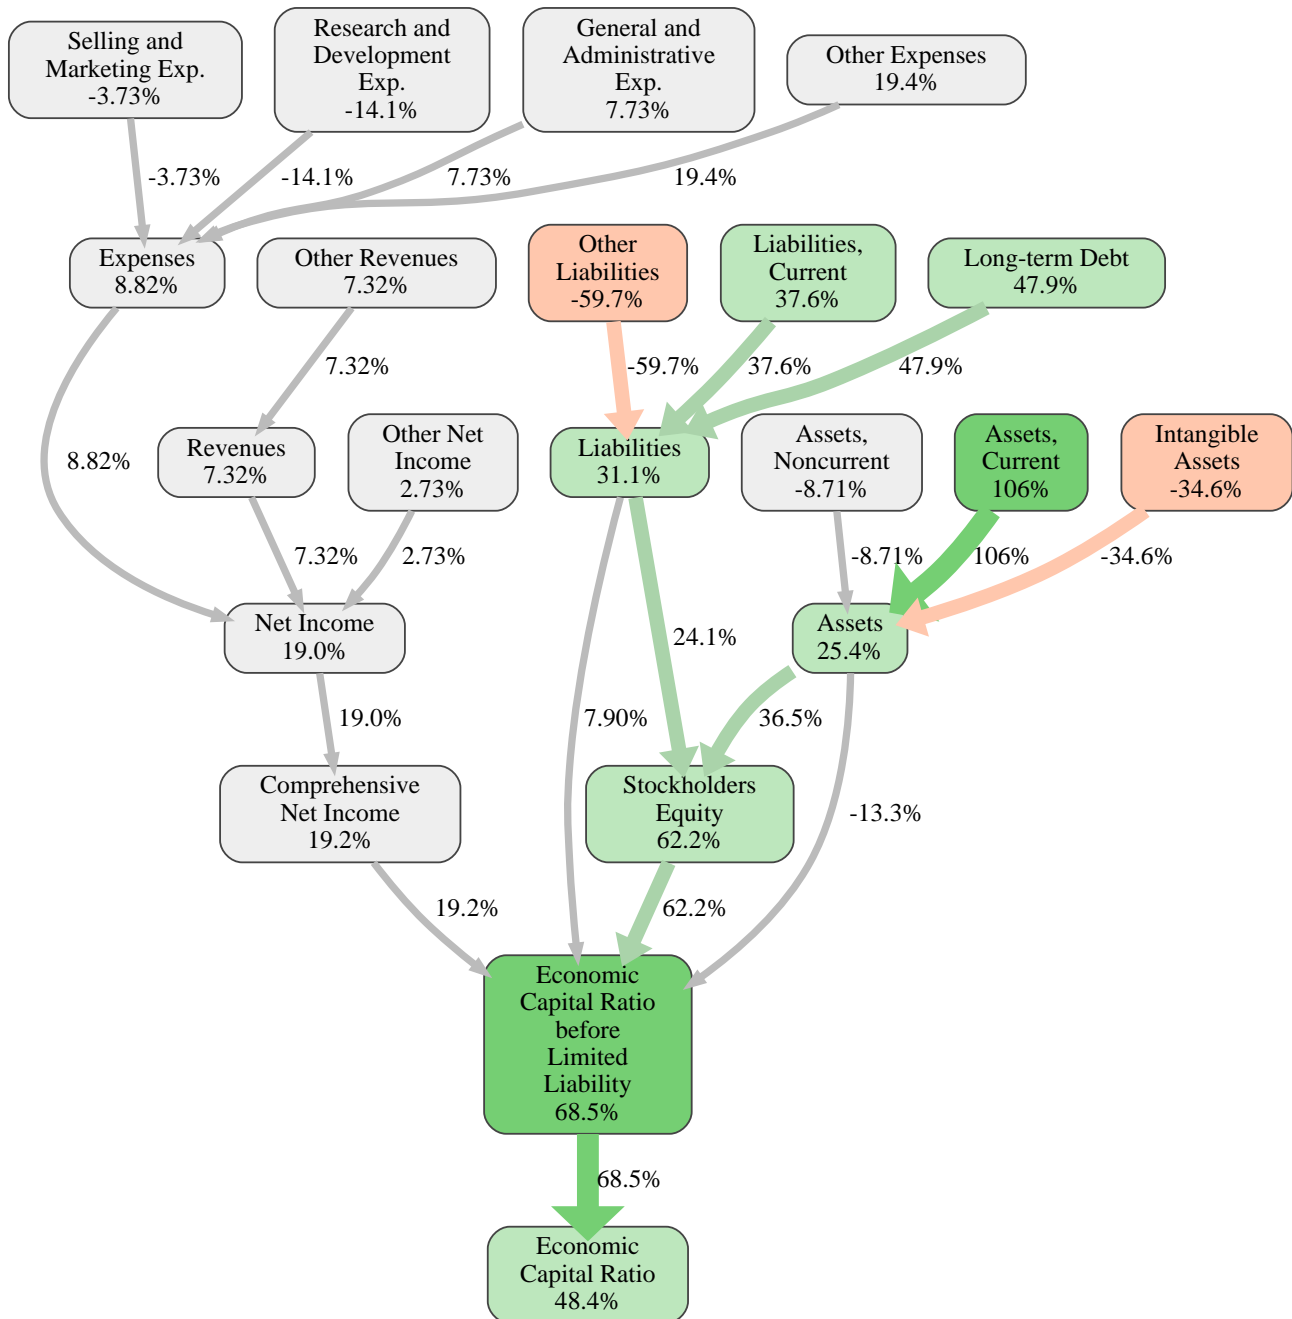 Selling and
Marketing Exp.
-3.73%
Research and
Development
Exp.
-14.1%
General and
Administrative
Exp.
7.73%
Other Expenses
19.4%
-3.73%
-14.1%
7.73%
19.4%
Expenses
8.82%
Other Revenues
7.32%
Other
Liabilities
-59.7%
Liabilities,
Current
37.6%
Long-term Debt
47.9%
7.32%
-59.7%
37.6%
47.9%
8.82%
Revenues
7.32%
Other Net
Income
2.73%
Liabilities
31.1%
Assets,
Noncurrent
-8.71%
Assets,
Current
106%
Intangible
Assets
-34.6%
7.32%
2.73%
-8.71%
106%
-34.6%
Net Income
19.0%
24.1%
Assets
25.4%
19.0%
7.90%
36.5%
Comprehensive
Net Income
19.2%
Stockholders
Equity
62.2%
-13.3%
19.2%
62.2%
Economic
Capital Ratio
before
Limited
Liability
68.5%
68.5%
Economic
Capital Ratio
48.4%